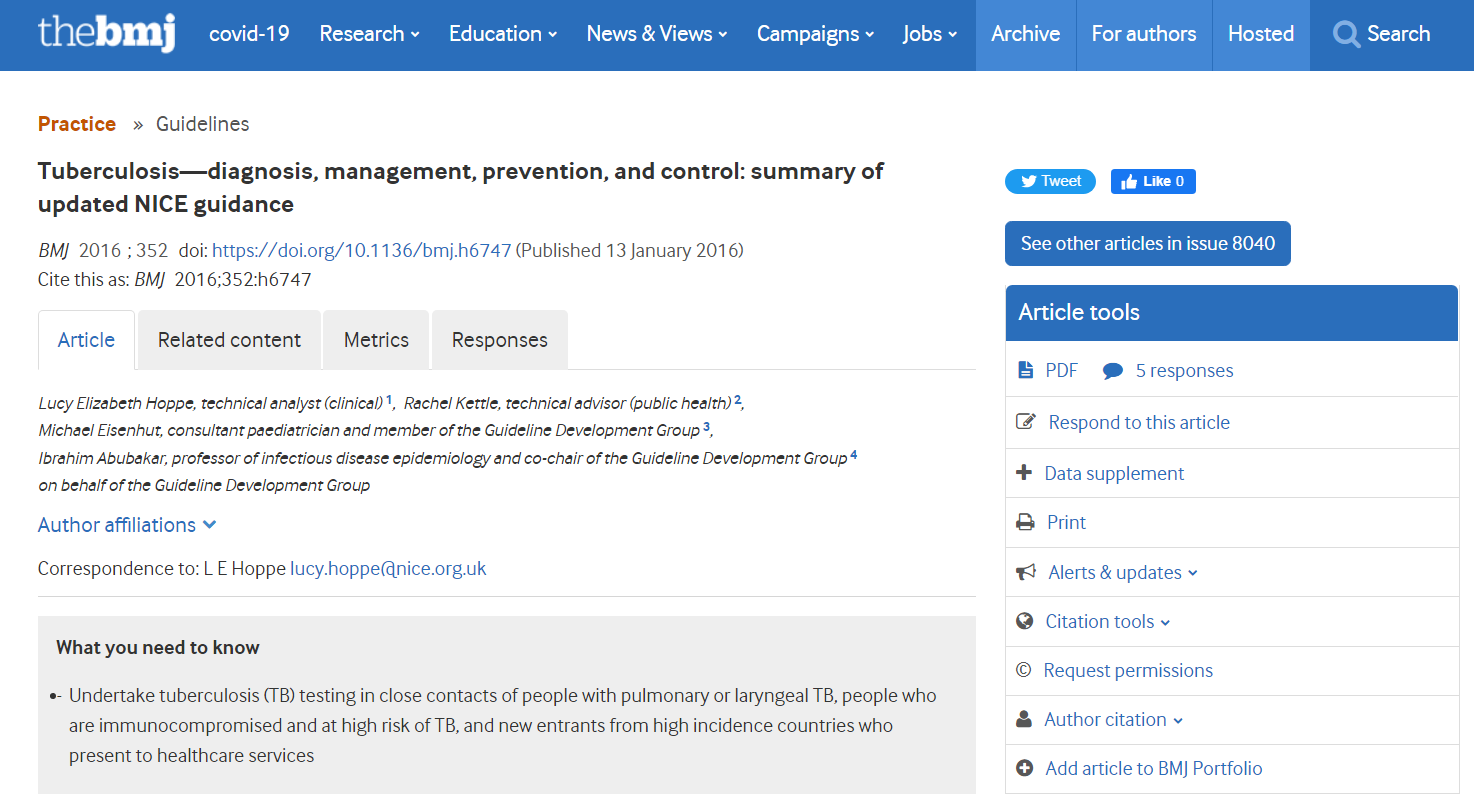 thebmj covid-19 Research Education News & Views Campaigns Jobs Archive For authors Hosted Search
Practice » Guidelines
Tuberculosis—diagnosis, management, prevention, and control: summary of
updated NICE guidance
BMJ 2016 ; 352 doi: https://doi.org/10.1136/bmj.h6747 (Published 13 January 2016)
Cite this as: BMJ 2016;352:h6747
Article Related content Metrics Responses
Lucy Elizabeth Hoppe, technical analyst (clinical) 1, Rachel Kettle, technical advisor (public health) 2,
Michael Eisenhut, consultant paediatrician and member of the Guideline Development Group 3,
Ibrahim Abubakar, professor of infectious disease epidemiology and co-chair of the Guideline Development Group 4
on behalf of the Guideline Development Group
Author affiliations
Correspondence to: L E Hoppe lucy.hoppe@nice.org.uk
What you need to know
•- Undertake tuberculosis (TB) testing in close contacts of people with pulmonary or laryngeal TB, people who
are immunocompromised and at high risk of TB, and new entrants from high incidence countries who
present to healthcare services
Tweet Like 0
See other articles in issue 8040
Article tools
PDF 5 responses
Respond to this article
Data supplement
Print
Alerts & updates
Citation tools
© Request permissions
Author citation
Add article to BMJ Portfolio